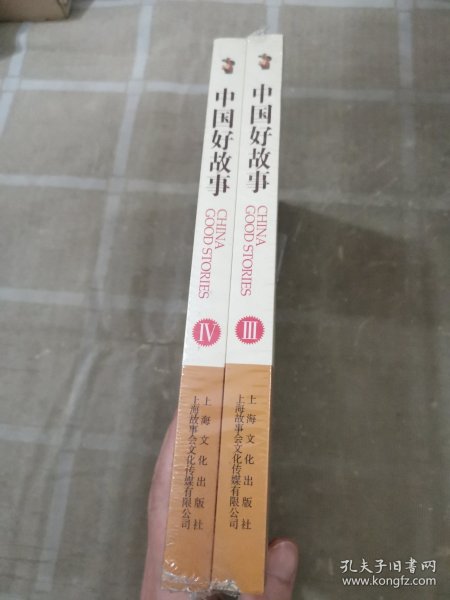 中国好故事
CHINA
GOOD STORIES
IV
上海文化出版社
上海故事会文化传媒有限公司
中国好故事
CHINA
GOOD STORIES
III
上海文化出版社
上海故事会文化传媒有限公司
孔夫子旧书网
www.kongfz.com